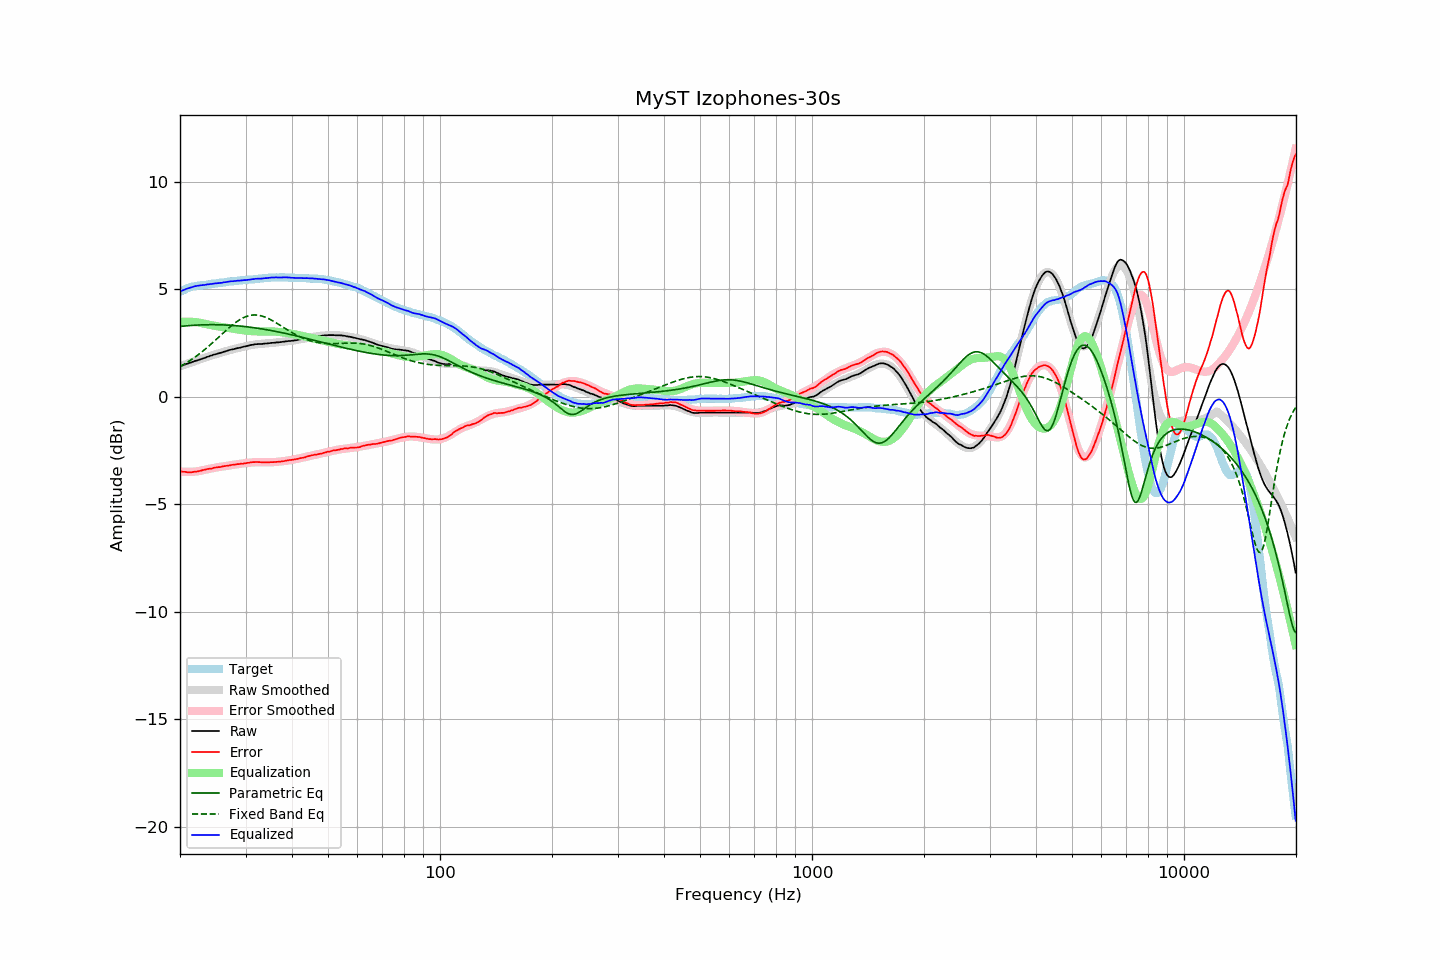 MyST Izophones-30s
10
5
0
−5
−10
−15
−20
Amplitude (dBr)
Target
Raw Smoothed
Error Smoothed
Raw
Error
Equalization
Parametric Eq
Fixed Band Eq
Equalized
100
1000
10000
Frequency (Hz)